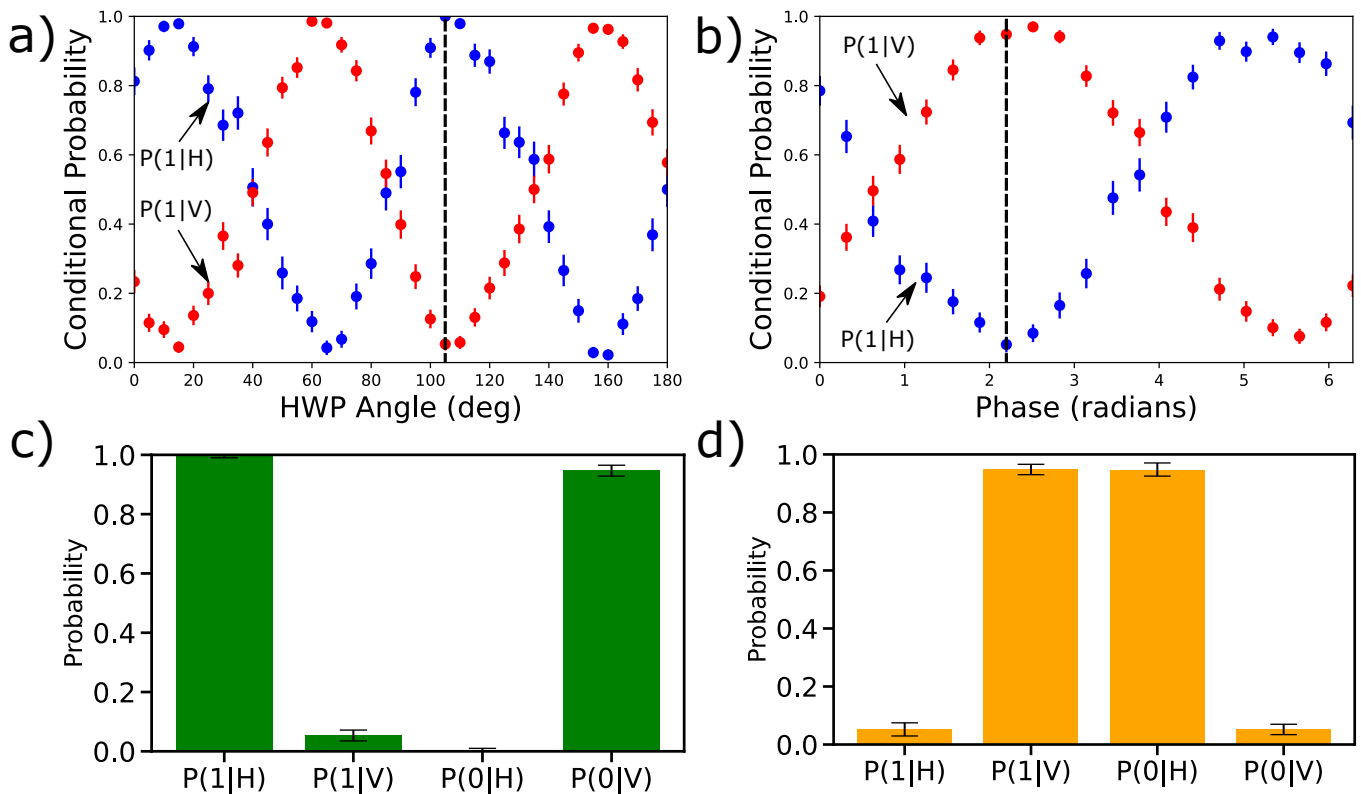 a)
Conditional Probability
1.0
0.8
0.6
0.4
0.2
0.0
P(1|H)
P(1|V)
0 20 40 60 80 100 120 140 160 180
HWP Angle (deg)
b)
Conditional Probability
1.0
0.8
0.6
0.4
0.2
0.0
P(1|V)
P(1|H)
0 1 2 3 4 5 6
Phase (radians)
c)
Probability
1.0
0.8
0.6
0.4
0.2
0.0
P(1|H) P(1|V) P(0|H) P(0|V)
d)
Probability
1.0
0.8
0.6
0.4
0.2
0.0
P(1|H) P(1|V) P(0|H) P(0|V)